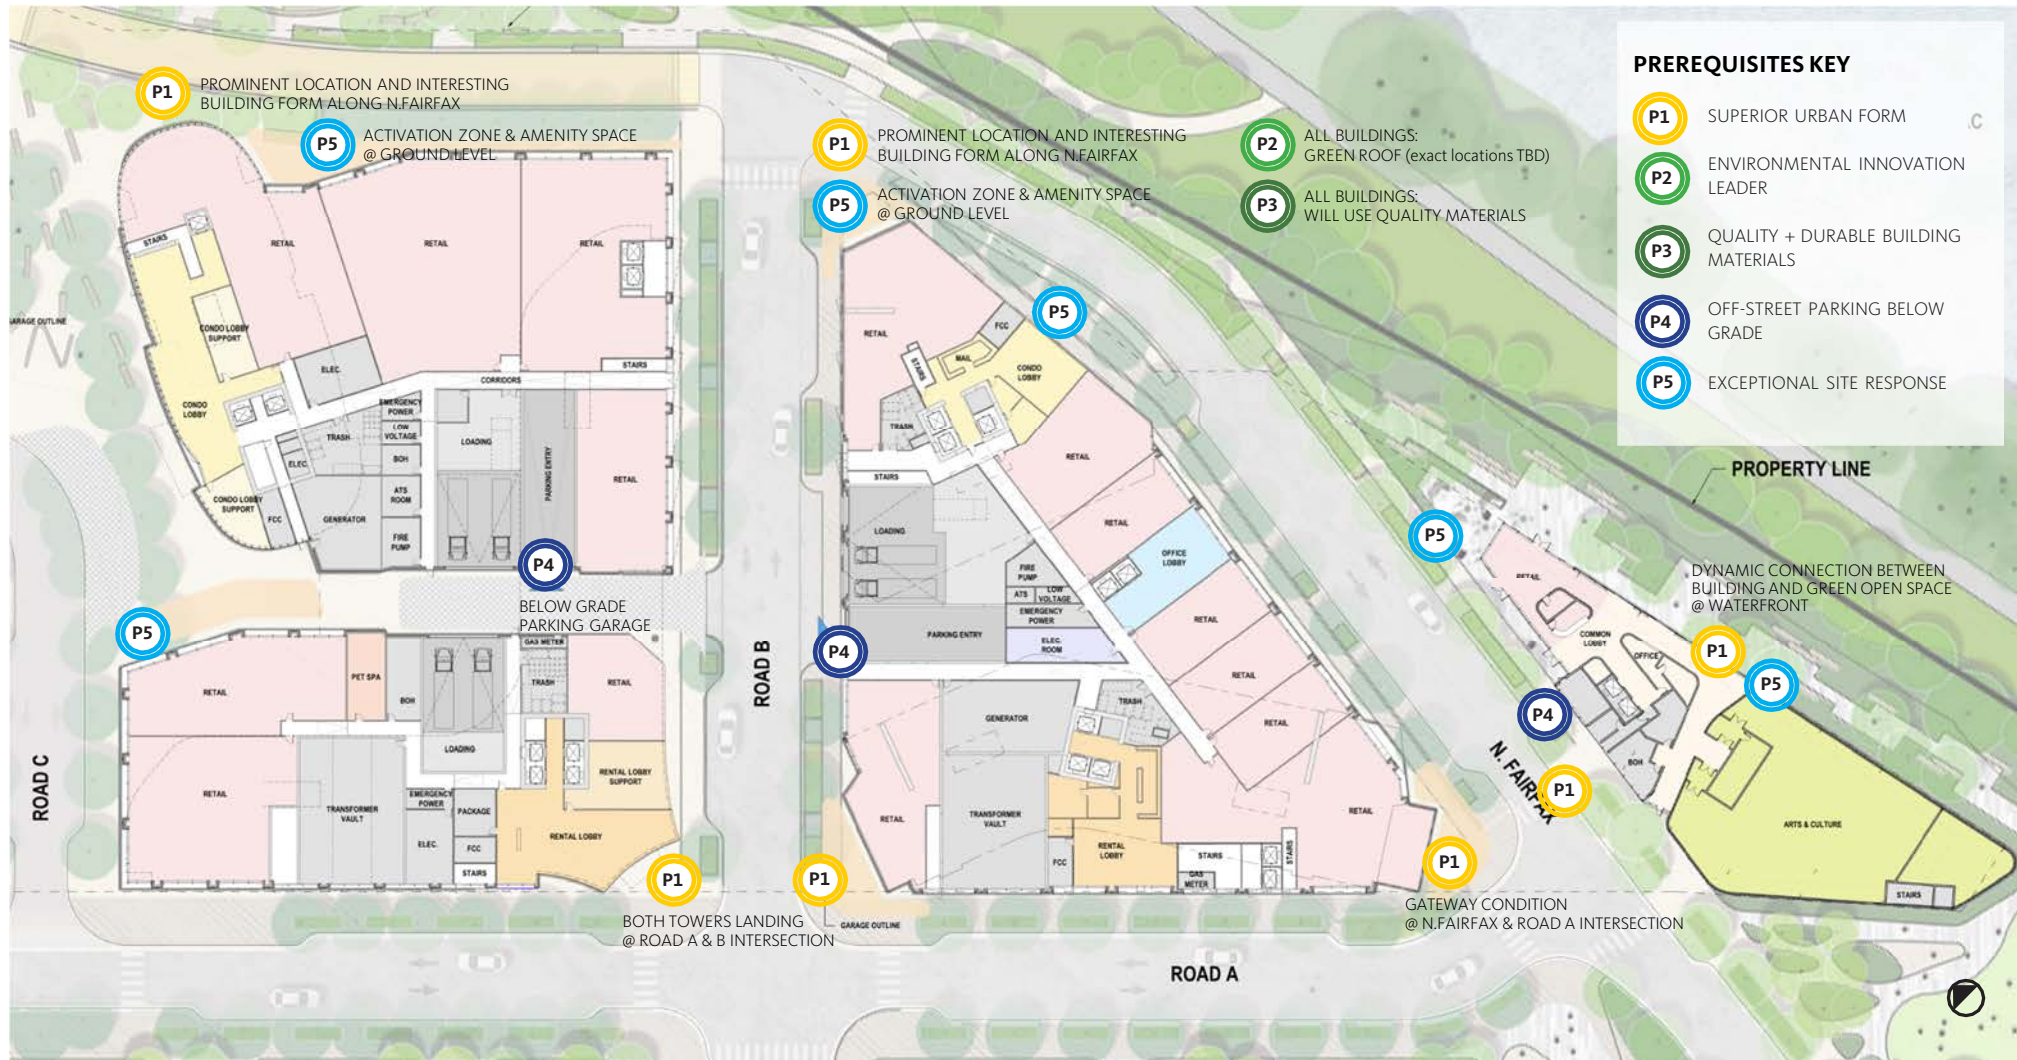 P1
PROMINENT LOCATION AND INTERESTING
BUILDING FORM ALONG N.FAIRFAX
P5
ACTIVATION ZONE & AMENITY SPACE
@ GROUND LEVEL
P1
PROMINENT LOCATION AND INTERESTING
BUILDING FORM ALONG N.FAIRFAX
P5
ACTIVATION ZONE & AMENITY SPACE
@ GROUND LEVEL
P2
ALL BUILDINGS:
GREEN ROOF (exact locations TBD)
P3
ALL BUILDINGS:
WILL USE QUALITY MATERIALS
PREREQUISITES KEY
P1
SUPERIOR URBAN FORM
P2
ENVIRONMENTAL INNOVATION
LEADER
P3
QUALITY + DURABLE BUILDING
MATERIALS
P4
OFF-STREET PARKING BELOW
GRADE
P5
EXCEPTIONAL SITE RESPONSE
.C
PROPERTY LINE
STAIRS
RETAIL
RETAIL
RETAIL
GARAGE OUTLINE
CONDO LOBBY
SUPPORT
ELEC.
STAIRS
CORRIDORS
CONDO
LOBBY
EMERGENCY
POWER
LOW
VOLTAGE
TRASH
LOADING
BOH
ELEC.
PARKING ENTRY
RETAIL
CONDO LOBBY
SUPPORT
ATS
ROOM
FCC
GENERATOR
FIRE
PUMP
P4
BELOW GRADE
PARKING GARAGE
P5
GAS METER
RETAIL
PET SPA
BOH
TRASH
RETAIL
LOADING
RENTAL LOBBY
SUPPORT
RETAIL
TRANSFORMER
VAULT
EMERGENCY
POWER
PACKAGE
RENTAL LOBBY
ELEC.
FCC
STAIRS
P1
BOTH TOWERS LANDING
@ ROAD A & B INTERSECTION
ROAD C
ROAD B
P1
GARAGE OUTLINE
P5
RETAIL
FCC
MAIL
STAIRS
CONDO
LOBBY
TRASH
STAIRS
RETAIL
RETAIL
LOADING
OFFICE
LOBBY
FIRE
PUMP
ATS
LOW
VOLTAGE
EMERGENCY
POWER
RETAIL
PARKING ENTRY
ELEC.
ROOM
P4
RETAIL
TRASH
GENERATOR
RETAIL
RETAIL
TRANSFORMER
VAULT
RETAIL
RENTAL
LOBBY
FCC
STAIRS
STAIRS
GAS
METER
P1
GATEWAY CONDITION
@ N.FAIRFAX & ROAD A INTERSECTION
ROAD A
P5
RETAIL
DYNAMIC CONNECTION BETWEEN
BUILDING AND GREEN OPEN SPACE
@ WATERFRONT
COMMON
LOBBY
OFFICE
P1
P5
P4
BOH
N. FAIRFAX
P1
ARTS & CULTURE
STAIRS